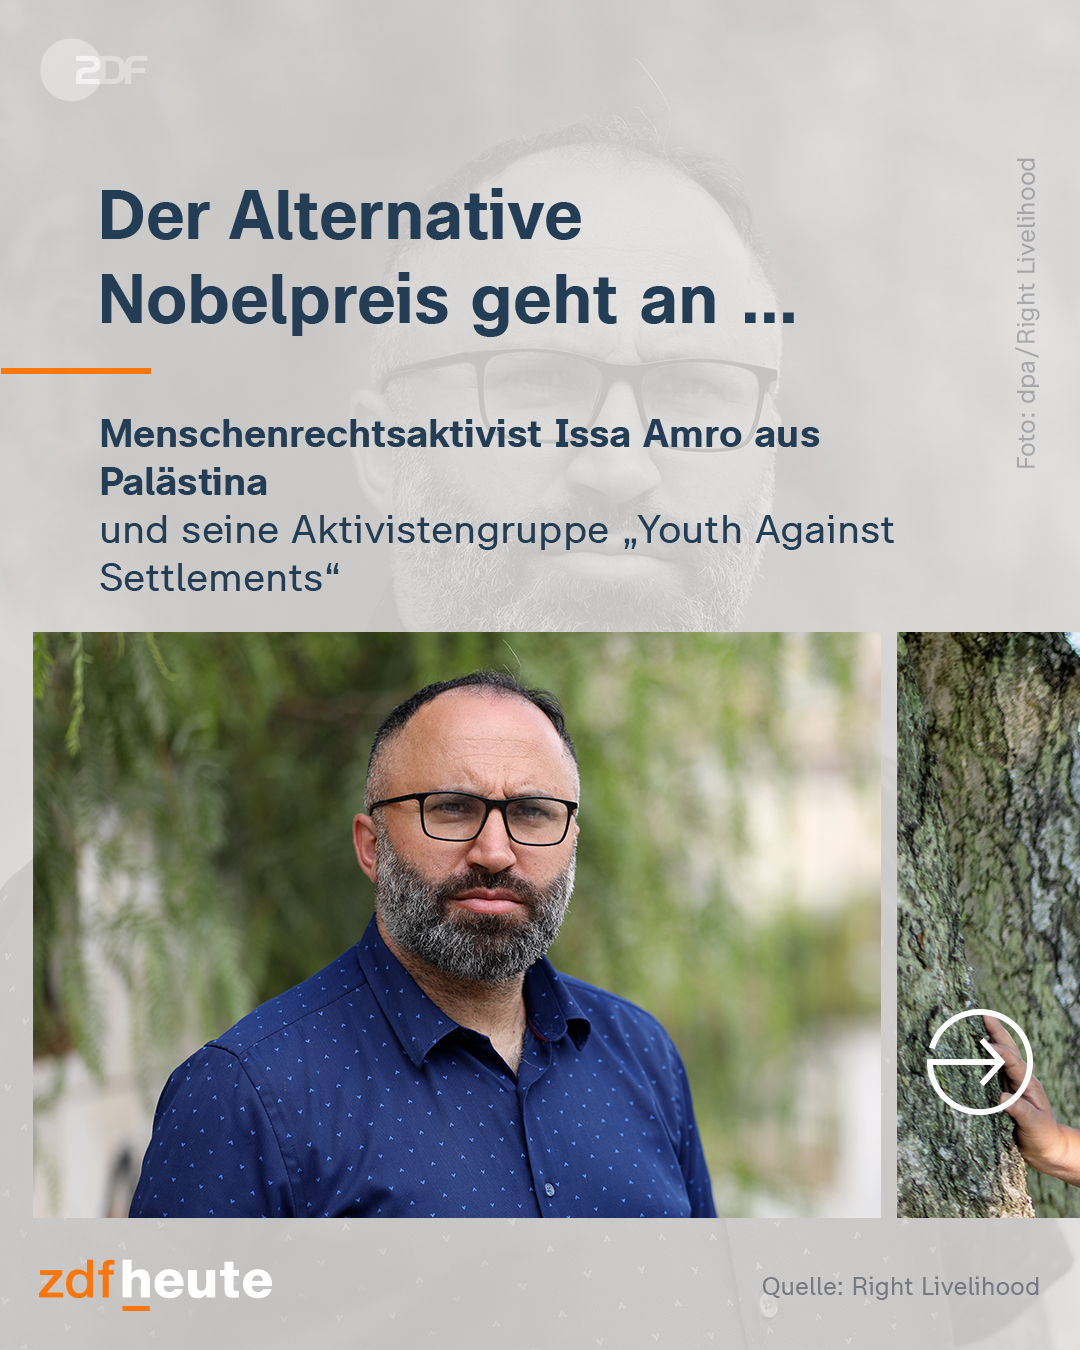 ZDF
Der Alternative
Nobelpreis geht an ...
Foto: dpa/Right Livelihood
Menschenrechtsaktivist Issa Amro aus
Palästina
und seine Aktivistengruppe „Youth Against
Settlements“
zdfheute
Quelle: Right Livelihood